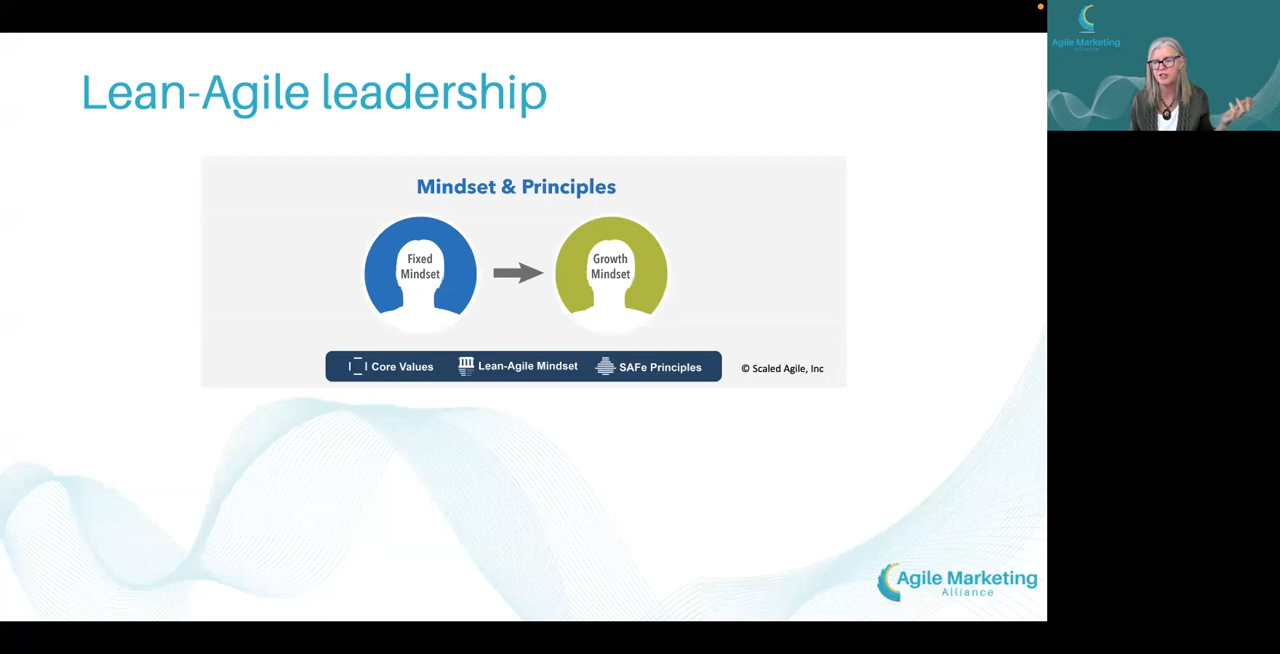 Lean-Agile leadership
Mindset & Principles
Fixed
Mindset
Growth
Mindset
Core Values
Lean-Agile Mindset
SAFe Principles
© Scaled Agile, Inc
Agile Marketing
Alliance
Agile Marketing
Alliance